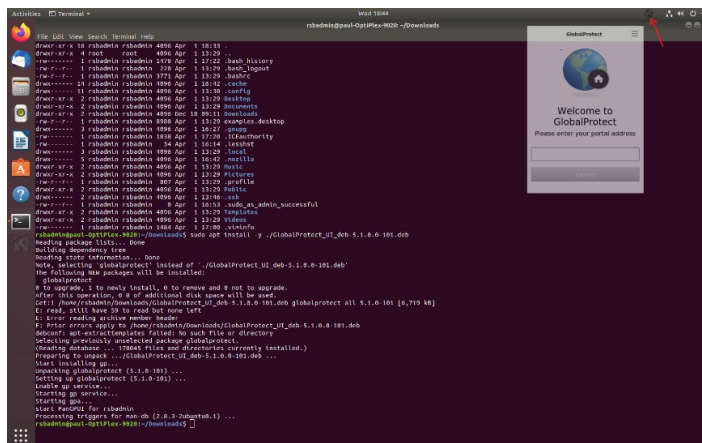 Activities Terminal Wed 18:44
rsbadmin@paul-OptiPlex-9020: ~/Downloads
File Edit View Search Terminal Help
drwxr-xr-x 16 rsbadmin rsbadmin 4096 Apr 1 18:33 .
drwxr-xr-x 4 root root 4096 Apr 1 13:29 ..
-rw------- 1 rsbadmin rsbadmin 1478 Apr 1 17:22 .bash_history
-rw-r--r-- 1 rsbadmin rsbadmin 220 Apr 1 13:29 .bash_logout
-rw-r--r-- 1 rsbadmin rsbadmin 3771 Apr 1 13:29 .bashrc
drwx------ 14 rsbadmin rsbadmin 4096 Apr 1 16:42 .cache
drwx------ 11 rsbadmin rsbadmin 4096 Apr 1 13:30 .config
drwxr-xr-x 2 rsbadmin rsbadmin 4096 Apr 1 13:29 Desktop
drwxr-xr-x 2 rsbadmin rsbadmin 4096 Apr 1 13:29 Documents
drwxr-xr-x 2 rsbadmin rsbadmin 4096 Dec 18 09:11 Downloads
-rw-r--r-- 1 rsbadmin rsbadmin 8980 Apr 1 13:29 examples.desktop
drwx------ 3 rsbadmin rsbadmin 4096 Apr 1 16:27 .gnupg
-rw------- 1 rsbadmin rsbadmin 1838 Apr 1 17:20 .ICEauthority
-rw------- 1 rsbadmin rsbadmin 34 Apr 1 16:14 .lesshst
drwx------ 3 rsbadmin rsbadmin 4096 Apr 1 13:29 .local
drwx------ 5 rsbadmin rsbadmin 4096 Apr 1 16:42 .mozilla
drwxr-xr-x 2 rsbadmin rsbadmin 4096 Apr 1 13:29 Music
drwxr-xr-x 2 rsbadmin rsbadmin 4096 Apr 1 13:29 Pictures
-rw-r--r-- 1 rsbadmin rsbadmin 807 Apr 1 13:29 .profile
drwxr-xr-x 2 rsbadmin rsbadmin 4096 Apr 1 13:29 Public
drwx------ 2 rsbadmin rsbadmin 4096 Apr 1 13:46 .ssh
-rw-r--r-- 1 rsbadmin rsbadmin 0 Apr 1 16:53 .sudo_as_admin_successful
drwxr-xr-x 2 rsbadmin rsbadmin 4096 Apr 1 13:29 Templates
drwxr-xr-x 2 rsbadmin rsbadmin 4096 Apr 1 13:29 Videos
-rw------- 1 rsbadmin rsbadmin 1484 Apr 1 17:00 .viminfo
rsbadmin@paul-OptiPlex-9020:~/Downloads$ sudo apt install -y ./GlobalProtect_UI_deb-5.1.0.0-101.deb
Reading package lists... Done
Building dependency tree
Reading state information... Done
Note, selecting 'globalprotect' instead of './GlobalProtect_UI_deb-5.1.0.0-101.deb'
The following NEW packages will be installed:
globalprotect
0 to upgrade, 1 to newly install, 0 to remove and 0 not to upgrade.
After this operation, 0 B of additional disk space will be used.
Get:1 /home/rsbadmin/Downloads/GlobalProtect_UI_deb-5.1.0.0-101.deb globalprotect all 5.1.0-101 [6,719 kB]
E: read, still have 59 to read but none left
E: Error reading archive member header
F: Prior errors apply to /home/rsbadmin/Downloads/GlobalProtect_UI_deb-5.1.0.0-101.deb
debconf: apt-extracttemplates failed: No such file or directory
Selecting previously unselected package globalprotect.
(Reading database ... 170045 files and directories currently installed.)
Preparing to unpack .../GlobalProtect_UI_deb-5.1.0.0-101.deb ...
Start installing gp...
Unpacking globalprotect (5.1.0-101) ...
Setting up globalprotect (5.1.0-101) ...
Enable gp service...
Starting gp service...
Starting gpa...
start PanGPUI for rsbadmin
Processing triggers for man-db (2.8.3-2ubuntu0.1) ...
rsbadmin@paul-OptiPlex-9020:~/Downloads$
GlobalProtect
Welcome to
GlobalProtect
Please enter your portal address
Connect